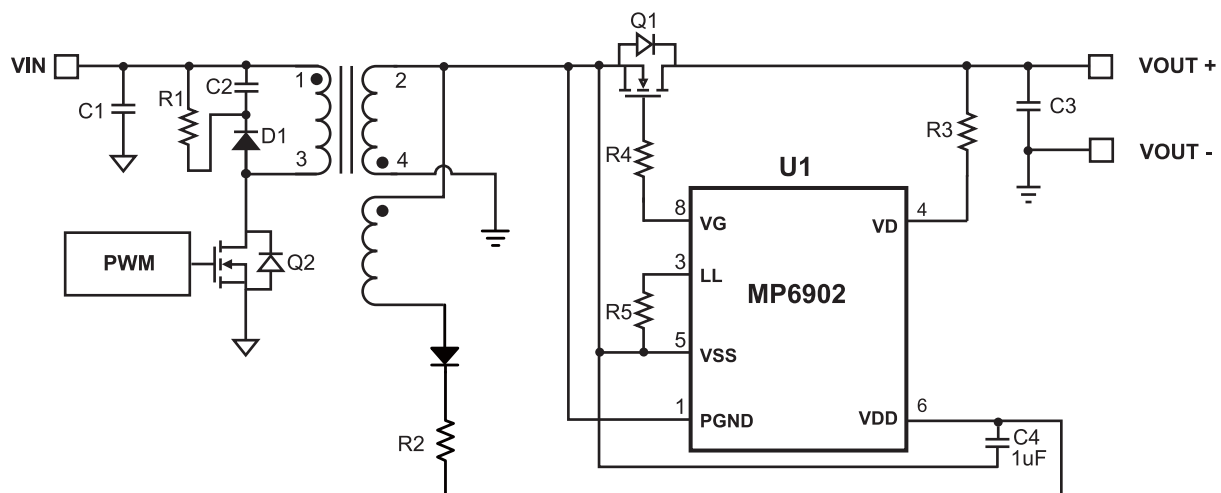 Q1
VIN
VOUT +
C1
R1
C2
D1
1
3
2
4
R3
C3
VOUT -
R4
U1
8
VG
4
VD
PWM
Q2
3
LL
MP6902
R5
5
VSS
1
PGND
VDD
6
R2
C4
1uF